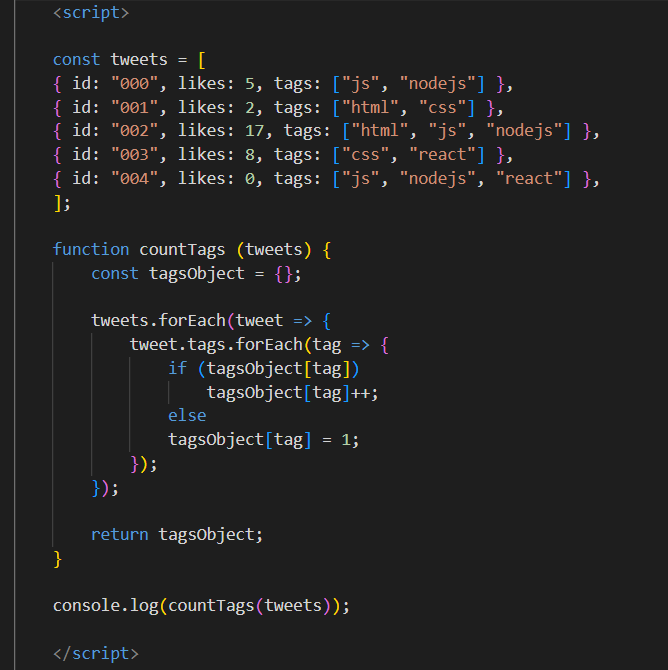 <script>
const tweets = [
{ id: "000", likes: 5, tags: ["js", "nodejs"] },
{ id: "001", likes: 2, tags: ["html", "css"] },
{ id: "002", likes: 17, tags: ["html", "js", "nodejs"] },
{ id: "003", likes: 8, tags: ["css", "react"] },
{ id: "004", likes: 0, tags: ["js", "nodejs", "react"] },
];
function countTags (tweets) {
    const tagsObject = {};
    tweets.forEach(tweet => {
        tweet.tags.forEach(tag => {
            if (tagsObject[tag])
                tagsObject[tag]++;
            else
            tagsObject[tag] = 1;
        });
    });
    return tagsObject;
}
console.log(countTags(tweets));
</script>